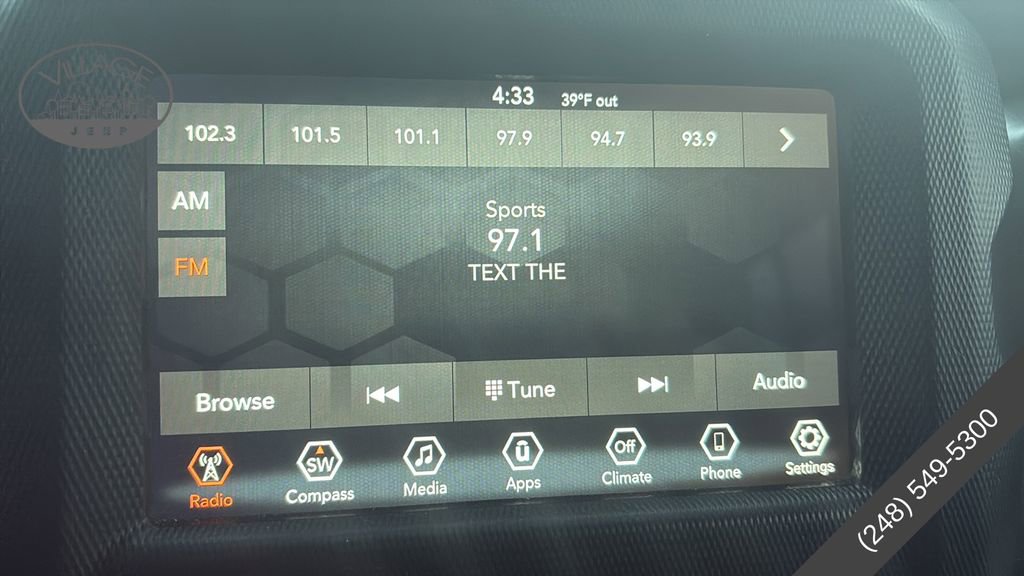 VILLAGE
JEEP
4:33 39°F out
102.3 101.5 101.1 97.9 94.7 93.9
AM
Sports
97.1
FM
TEXT THE
Browse Tune Audio
SW Off
Radio Compass Media Apps Climate Phone Settings
(248) 549-5300